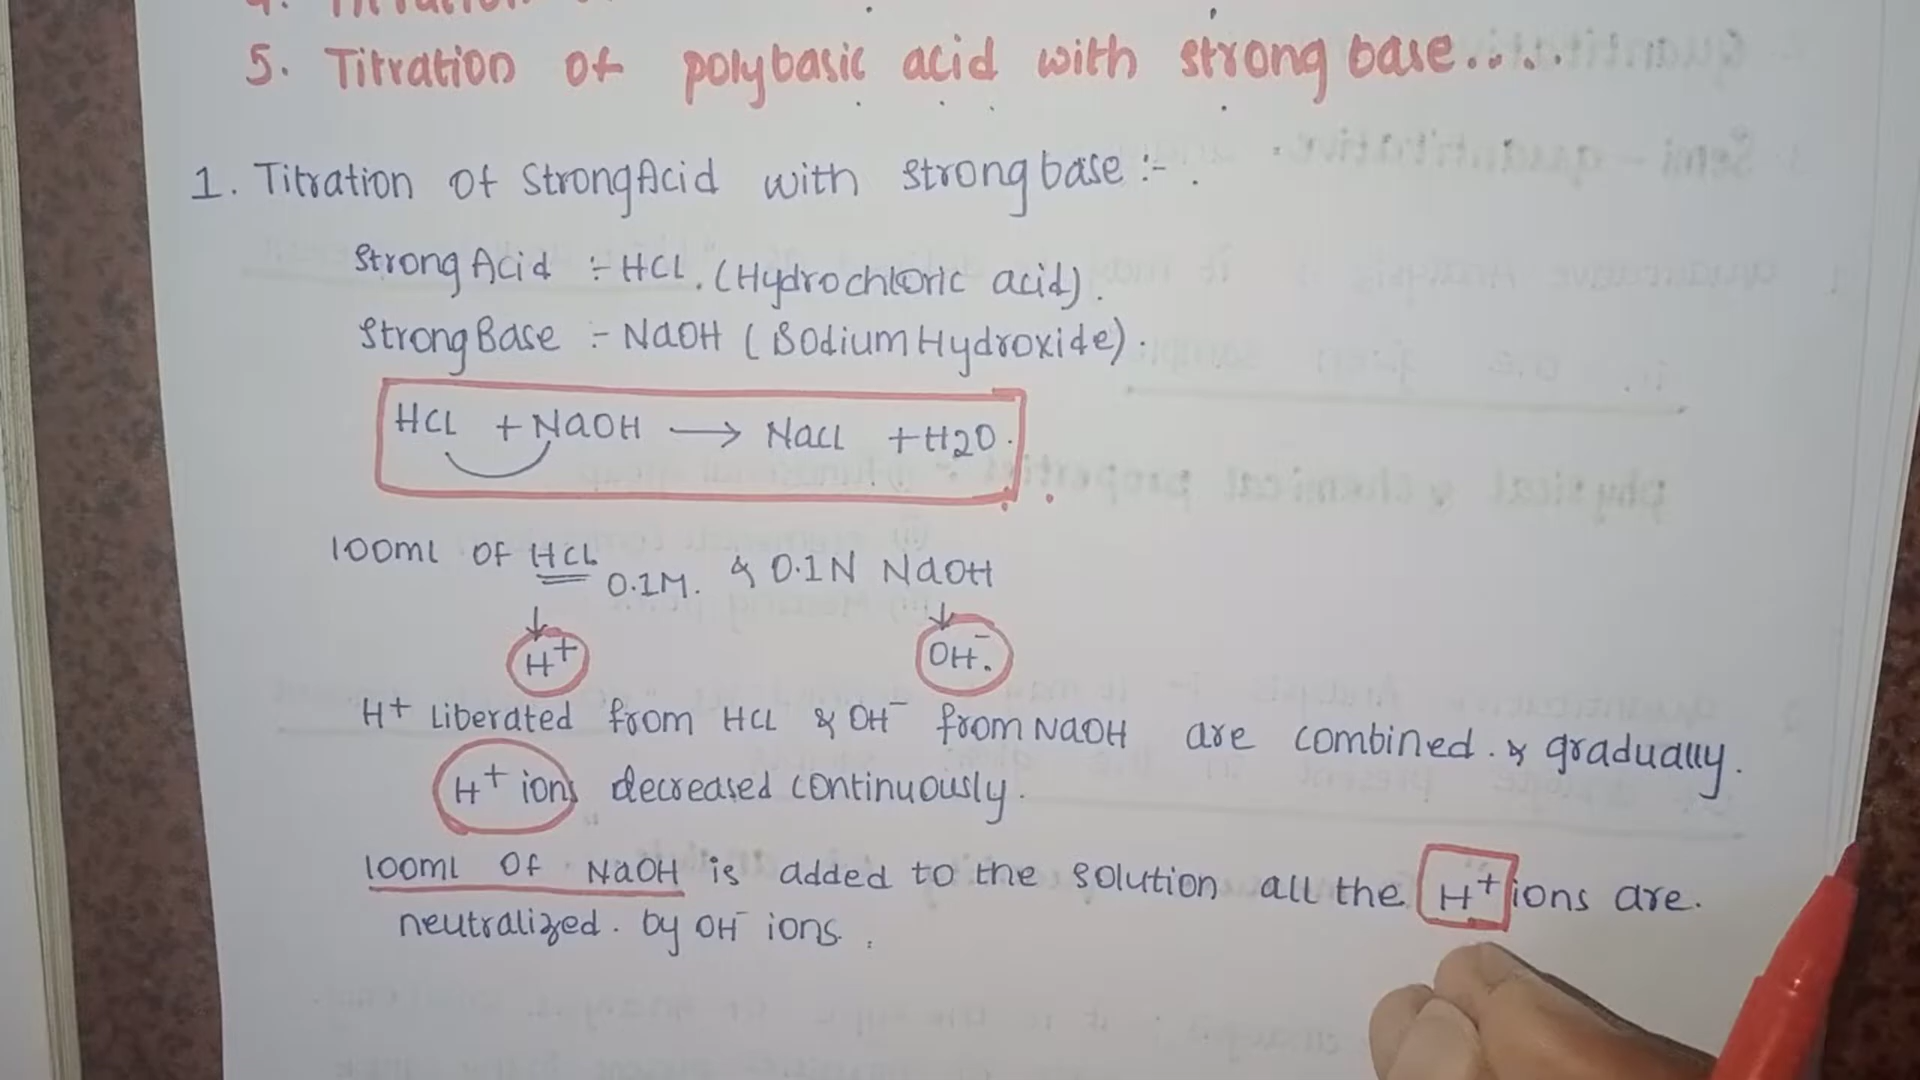 5. Titration of polybasic acid with strong base....
1. Titration of Strong Acid with strong base :- .
Strong Acid :- HCl. (Hydrochloric acid).
Strong Base :- NaOH (Sodium Hydroxide).
HCl + NaOH → NaCl + H2O.
100ml of HCl 0.1M. & 0.1N NaOH
↓ ↓
H+ OH-.
H+ liberated from HCl & OH- from NaOH are combined. & gradually.
H+ ions decreased continuously.
100ml of NaOH is added to the solution all the H+ ions are.
neutralized. by OH- ions.